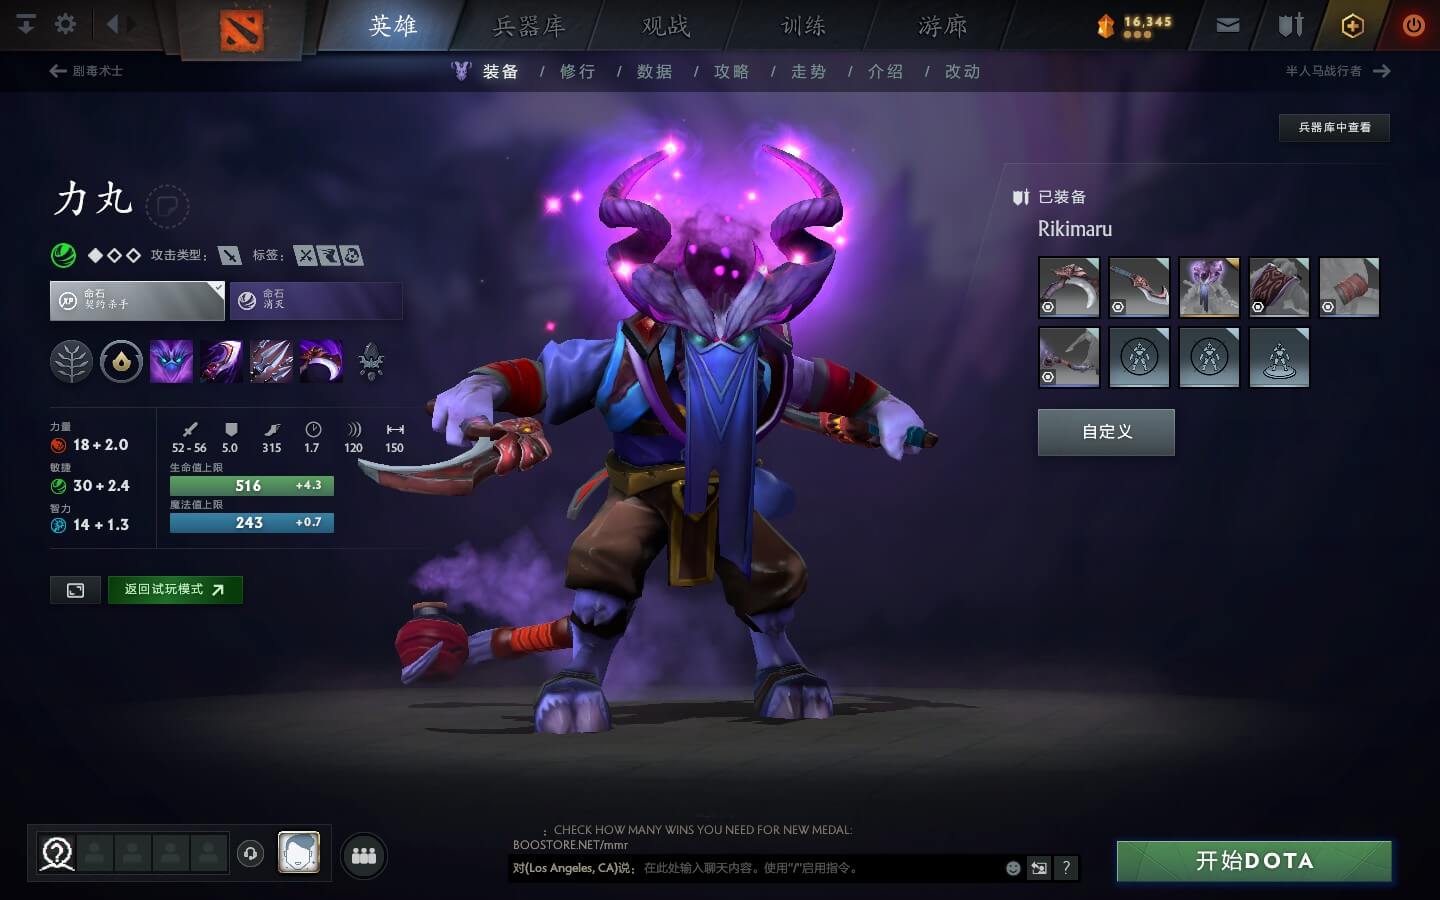 英雄
兵器库
观战
训练
游廊
16,345
剧毒术士
装备 / 修行 / 数据 / 攻略 / 走势 / 介绍 / 改动
半人马战行者
兵器库中查看
力丸
攻击类型：
标签：
命石
契约杀手
命石
消灭
已装备
Rikimaru
自定义
力量
18 + 2.0
敏捷
30 + 2.4
智力
14 + 1.3
52 - 56 5.0 315 1.7 120 150
生命值上限
516 +4.3
魔法值上限
243 +0.7
返回试玩模式
: CHECK HOW MANY WINS YOU NEED FOR NEW MEDAL:
BOOSTORE.NET/mmr
对(Los Angeles, CA)说： 在此处输入聊天内容。使用“/”启用指令。
?
开始DOTA